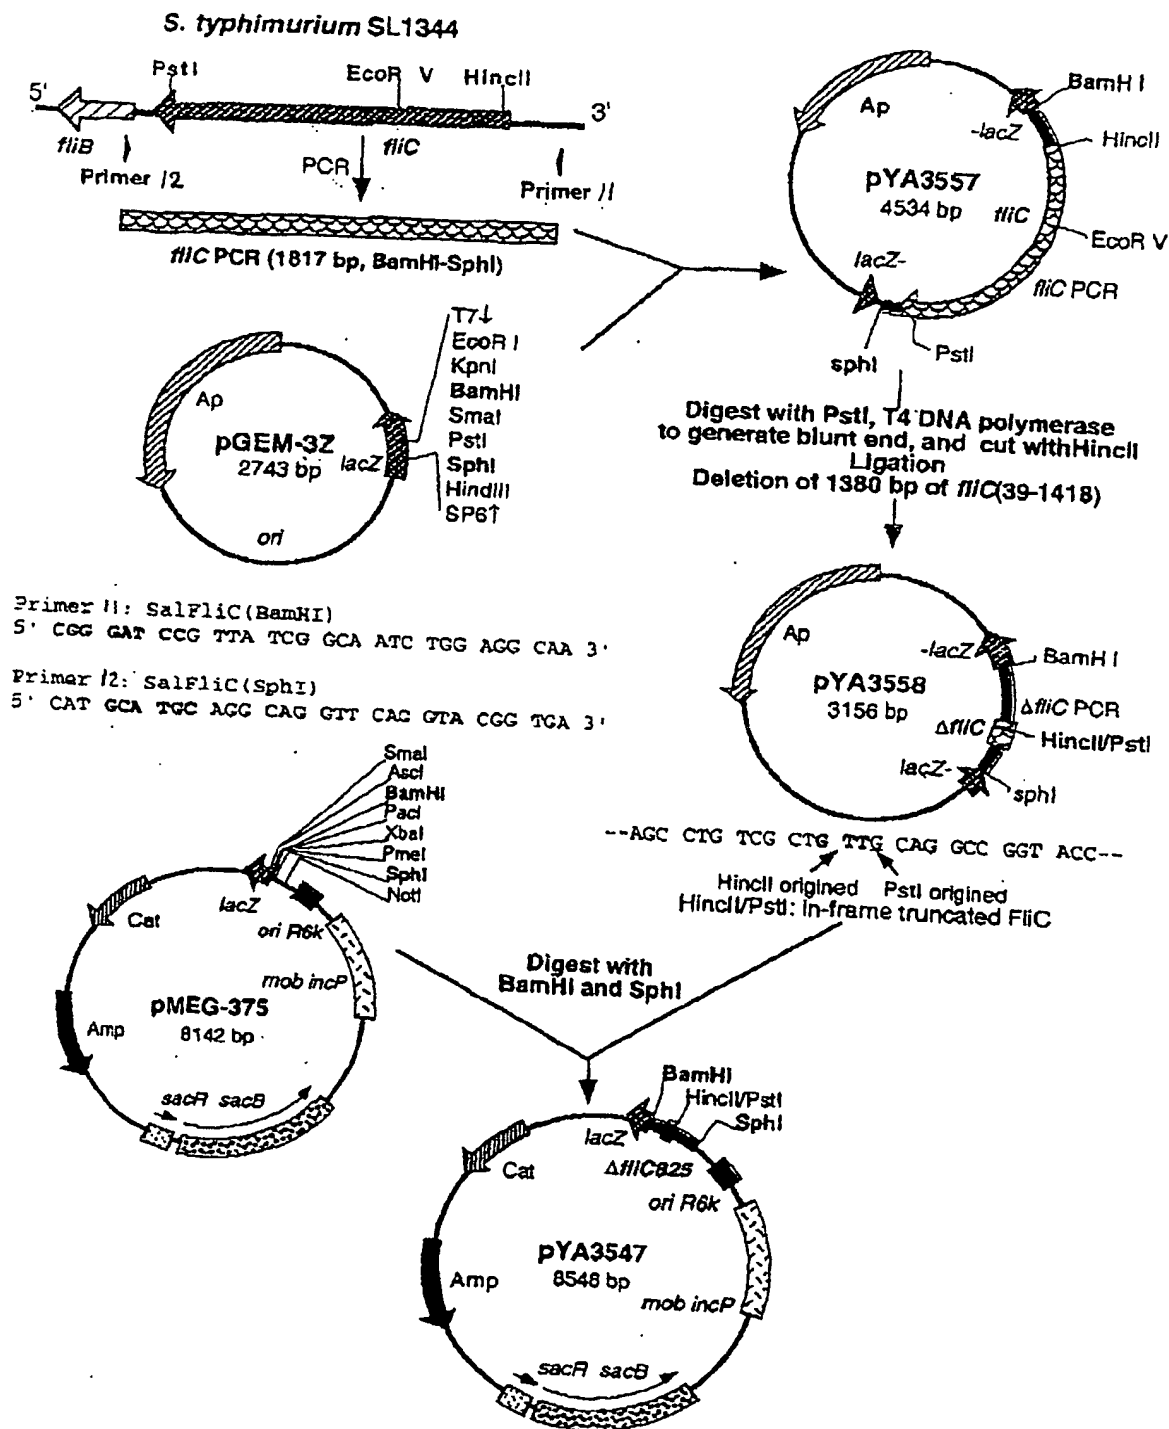 S. typhimurium SL1344
5'
PstI
EcoR V
HincII
3'
fliB
fliC
Primer 12
PCR
Primer 11
fliC PCR (1817 bp, BamHI-SphI)
Ap
pGEM-3Z
2743 bp
lacZ
ori
T7↓
EcoR I
KpnI
BamHI
SmaI
PstI
SphI
HindIII
SP6↑
Ap
-lacZ
BamH I
HincII
pYA3557
4534 bp
fliC
EcoR V
lacZ-
fliC PCR
sphI
PstI
Digest with PstI, T4 DNA polymerase
to generate blunt end, and cut withHincII
Ligation
Deletion of 1380 bp of fliC(39-1418)
Primer 11: SalFliC(BamHI)
5' CGG GAT CCG TTA TCG GCA ATC TGG AGG CAA 3'
Primer 12: SalFliC(SphI)
5' CAT GCA TGC AGG CAG GTT CAG GTA CGG TGA 3'
Ap
-lacZ
BamH I
pYA3558
3156 bp
ΔfliC PCR
ΔfliC
HincII/PstI
lacZ-
sphI
--AGC CTG TCG CTG TTG CAG GCC GGT ACC--
HincII origined PstI origined
HincII/PstI: in-frame truncated FliC
SmaI
AscI
BamHI
PacI
XbaI
PmeI
SphI
NotI
lacZ
Cat
ori R6k
mob incP
pMEG-375
8142 bp
Amp
sacR sacB
Digest with
BamHI and SphI
BamHI
HincII/PstI
SphI
lacZ
Cat
ΔfliC825
ori R6k
pYA3547
8548 bp
Amp
mob incP
sacR sacB